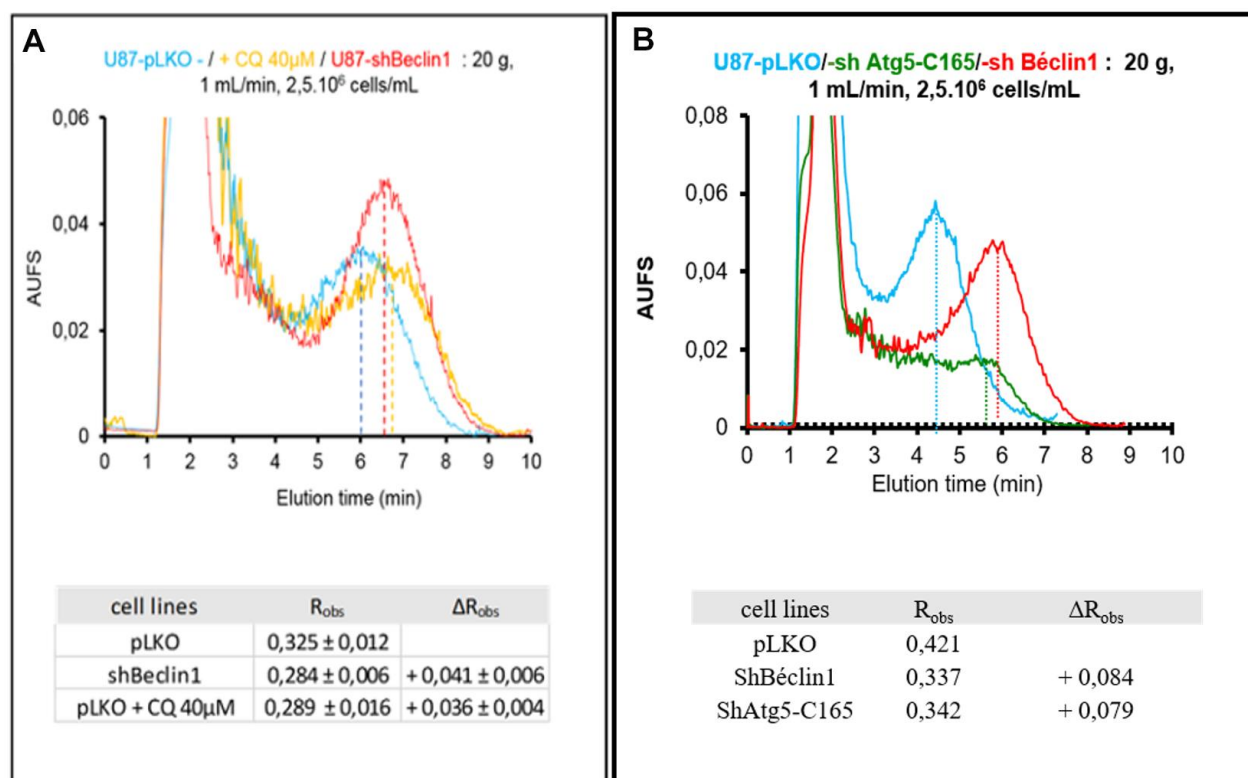 A
U87-pLKO - / + CQ 40µM / U87-shBeclin1 : 20 g,
1 mL/min, 2,5.10⁶ cells/mL
0,06
0,04
0,02
0
AUFS
0 1 2 3 4 5 6 7 8 9 10
Elution time (min)
cell lines R_obs ΔR_obs
pLKO 0,325 ± 0,012
shBeclin1 0,284 ± 0,006 + 0,041 ± 0,006
pLKO + CQ 40µM 0,289 ± 0,016 + 0,036 ± 0,004
B
U87-pLKO/-sh Atg5-C165/-sh Béclin1 : 20 g,
1 mL/min, 2,5.10⁶ cells/mL
0,08
0,06
0,04
0,02
0
AUFS
0 1 2 3 4 5 6 7 8 9 10
Elution time (min)
cell lines R_obs ΔR_obs
pLKO 0,421
ShBéclin1 0,337 + 0,084
ShAtg5-C165 0,342 + 0,079